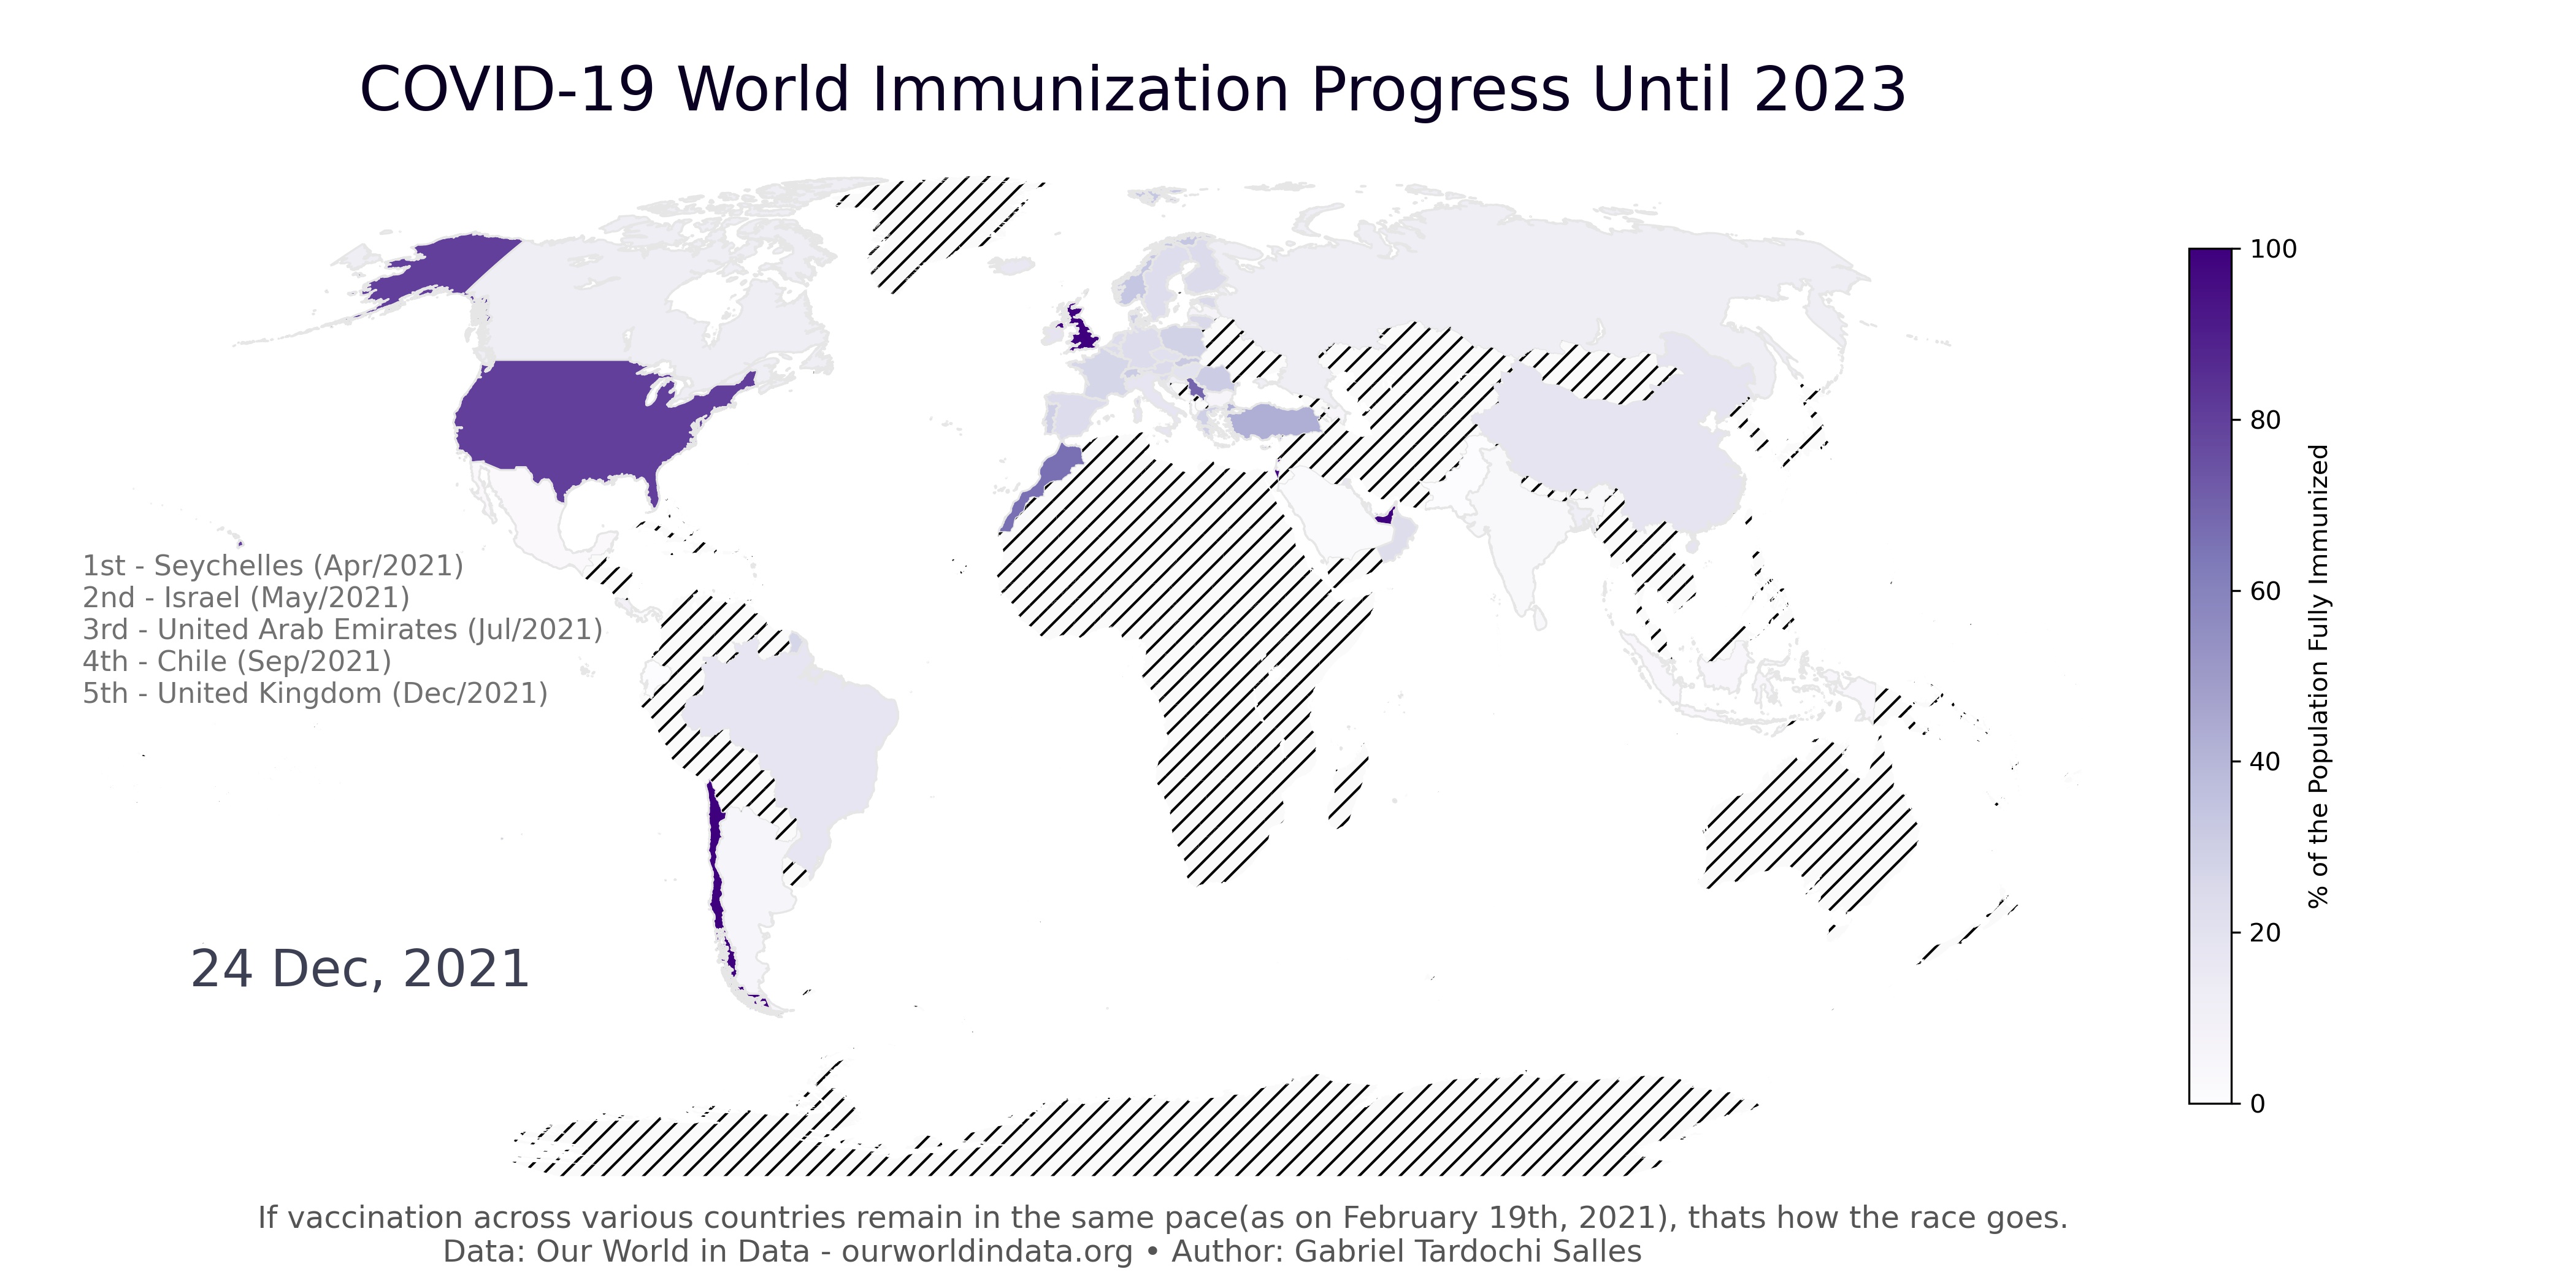 COVID-19 World Immunization Progress Until 2023
1st - Seychelles (Apr/2021)
2nd - Israel (May/2021)
3rd - United Arab Emirates (Jul/2021)
4th - Chile (Sep/2021)
5th - United Kingdom (Dec/2021)
24 Dec, 2021
100
80
60
40
20
0
% of the Population Fully Immunized
If vaccination across various countries remain in the same pace(as on February 19th, 2021), thats how the race goes.
Data: Our World in Data - ourworldindata.org • Author: Gabriel Tardochi Salles